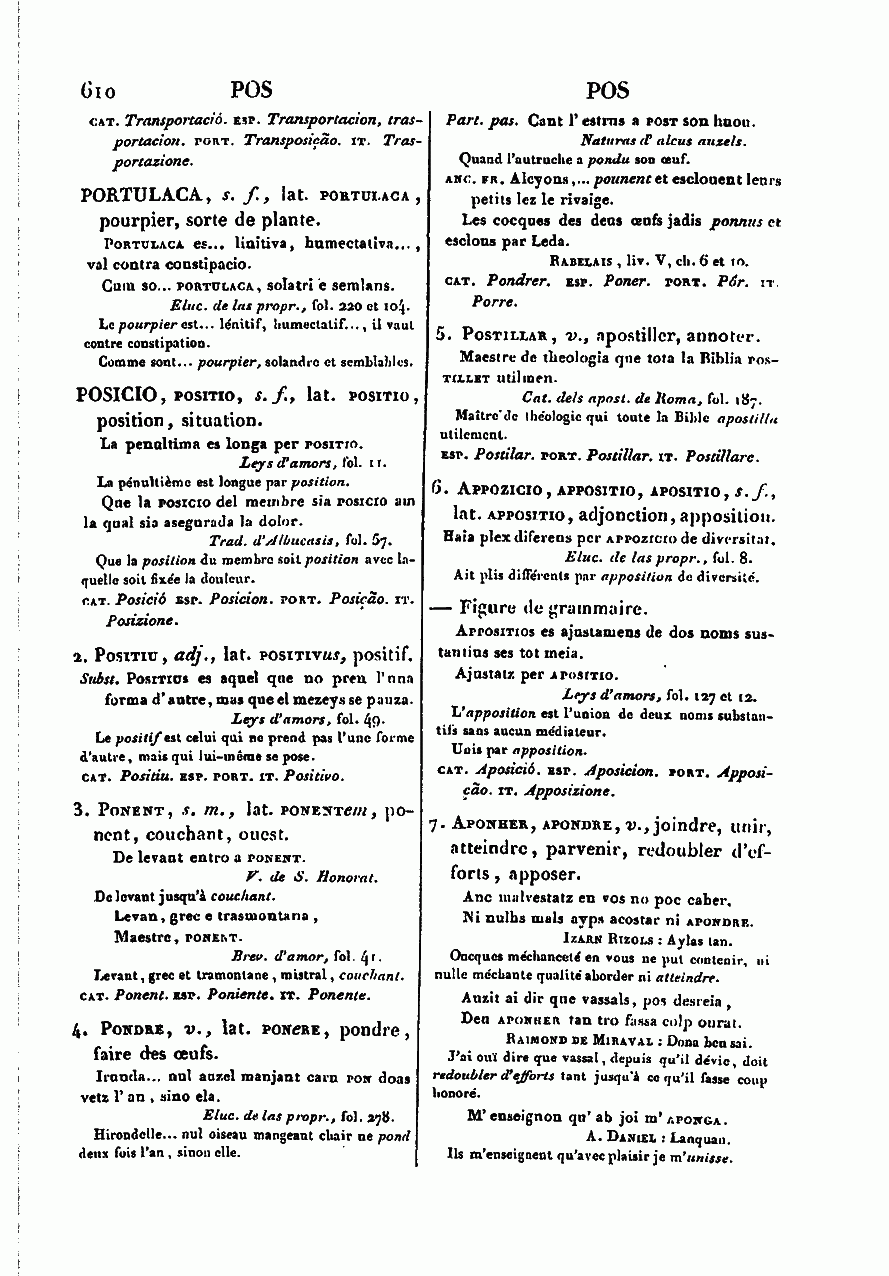 610 POS POS
CAT. Transportació. ESP. Transportacion, tras-
portacion. PORT. Transposição. IT. Tras-
portazione.
PORTULACA, s. f., lat. PORTULACA,
pourpier, sorte de plante.
PORTULACA es... linitiva, humectativa...,
val contra constipacio.
Cum so... PORTULACA, solatri e semlans.
Eluc. de las propr., fol. 220 et 104.
Le pourpier est... lénitif, humectatif..., il vaut
contre constipation.
Comme sont... pourpier, solandre et semblables.
POSICIO, POSITIO, s. f., lat. POSITIO,
position, situation.
La penultima es longa per POSITIO.
Leys d'amors, fol. 11.
La pénultième est longue par position.
Que la POSICIO del membre sia POSICIO am
la qual sia asegurada la dolor.
Trad. d'Albucasis, fol. 57.
Que la position du membre soit position avec la-
quelle soit fixée la douleur.
CAT. Posició ESP. Posicion. PORT. Posição. IT.
Posizione.
2. POSITIU, adj., lat. POSITIVus, positif.
Subst. POSITIUS es aquel que no pren l'una
forma d'autre, mas que el mezeys se pauza.
Leys d'amors, fol. 49.
Le positif est celui qui ne prend pas l'une forme
d'autre, mais qui lui-même se pose.
CAT. Positiu. ESP. PORT. IT. Positivo.
3. PONENT, s. m., lat. PONENTem, po-
nent, couchant, ouest.
De levant entro a PONENT.
V. de S. Honorat.
De levant jusqu'à couchant.
Levan, grec e trasmontana,
Maestre, PONENT.
Brev. d'amor, fol. 41.
Levant, grec et tramontane, mistral, couchant.
CAT. Ponent. ESP. Poniente. IT. Ponente.
4. PONDRE, v., lat. PONeRE, pondre,
faire des œufs.
Ironda... nul auzel manjant carn PON doas
vetz l'an, sino ela.
Eluc. de las propr., fol. 278.
Hirondelle... nul oiseau mangeant chair ne pond
deux fois l'an, sinon elle.
Part. pas. Cant l'estrus a POST son huou.
Naturas d'alcus auzels.
Quand l'autruche a pondu son œuf.
ANC. FR. Alcyons,... pounent et esclouent leurs
petits lez le rivaige.
Les cocques des deus œufs jadis ponnus et
esclous par Leda.
RABELAIS, liv. V, ch. 6 et 10.
CAT. Pondrer. ESP. Poner. PORT. Pôr. IT.
Porre.
5. POSTILLAR, v., apostiller, annoter.
Maestre de theologia que tota la Biblia POS-
TILLET utilmen.
Cat. dels apost. de Roma, fol. 187.
Maître de théologie qui toute la Bible apostilla
utilement.
ESP. Postilar. PORT. Postillar. IT. Postillare.
6. APPOZICIO, APPOSITIO, APOSITIO, s. f.,
lat. APPOSITIO, adjonction, apposition.
Haia plex diferens per APPOZICIO de diversitat.
Eluc. de las propr., fol. 8.
Ait plis différents par apposition de diversité.
— Figure de grammaire.
APPOSITIOS es ajustamens de dos noms sus-
tantius ses tot meia.
Ajustatz per APOSITIO.
Leys d'amors, fol. 127 et 12.
L'apposition est l'union de deux noms substan-
tifs sans aucun médiateur.
Unis par apposition.
CAT. Aposició. ESP. Aposicion. PORT. Apposi-
ção. IT. Apposizione.
7. APONHER, APONDRE, v., joindre, unir,
atteindre, parvenir, redoubler d'ef-
forts, apposer.
Anc malvestatz en vos no poc caber,
Ni nulhs mals ayps acostar ni APONDRE.
IZARN RIZOLS: Aylas tan.
Oncques méchanceté en vous ne put contenir, ni
nulle méchante qualité aborder ni atteindre.
Auzit ai dir que vassals, pos desreia,
Deu APONHER tan tro fassa colp onrat.
RAIMOND DE MIRAVAL: Dona ben sai.
J'ai ouï dire que vassal, depuis qu'il dévie, doit
redoubler d'efforts tant jusqu'à ce qu'il fasse coup
honoré.
M'enseignon qu'ab joi m'APONGA.
A. DANIEL: Lanquan.
Ils m'enseignent qu'avec plaisir je m'unisse.